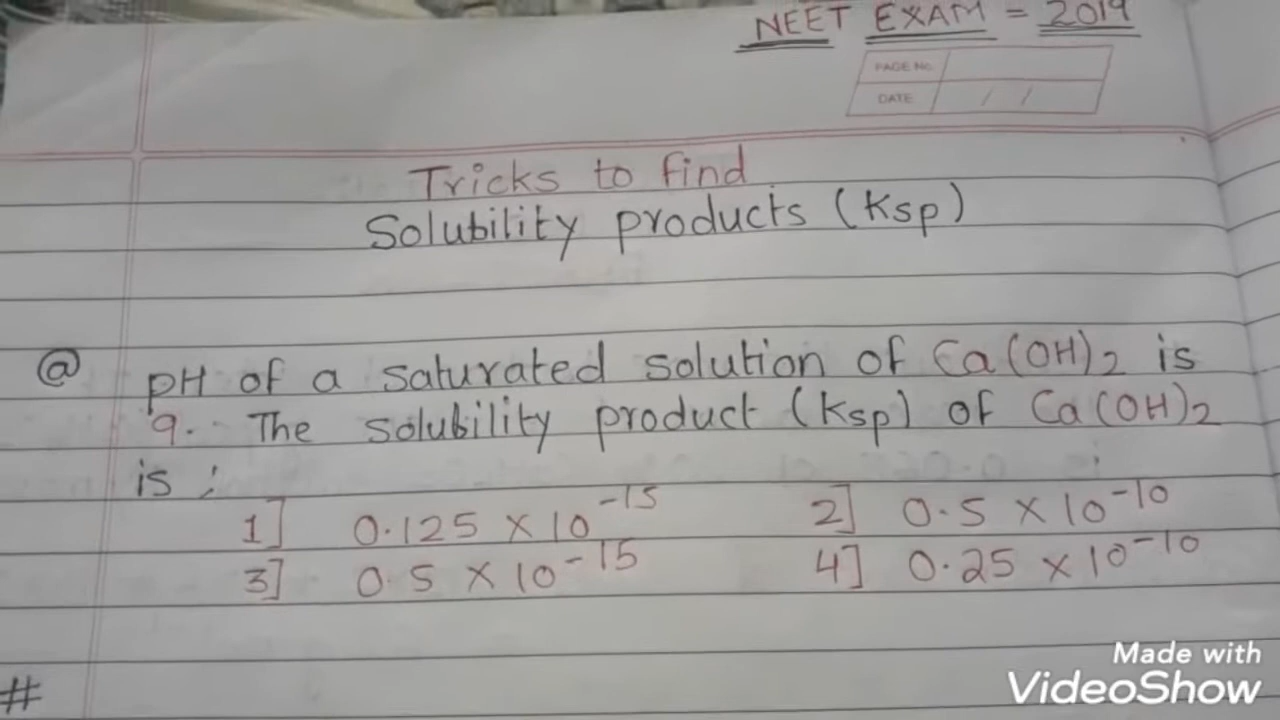 NEET EXAM = 2019
PAGE No.
DATE / /
Tricks to find
Solubility products (Ksp)
@ pH of a saturated solution of Ca(OH)2 is
9. The solubility product (Ksp) of Ca(OH)2
is :
1] 0.125 × 10^-15 2] 0.5 × 10^-10
3] 0.5 × 10^-15 4] 0.25 × 10^-10
#
Made with
VideoShow